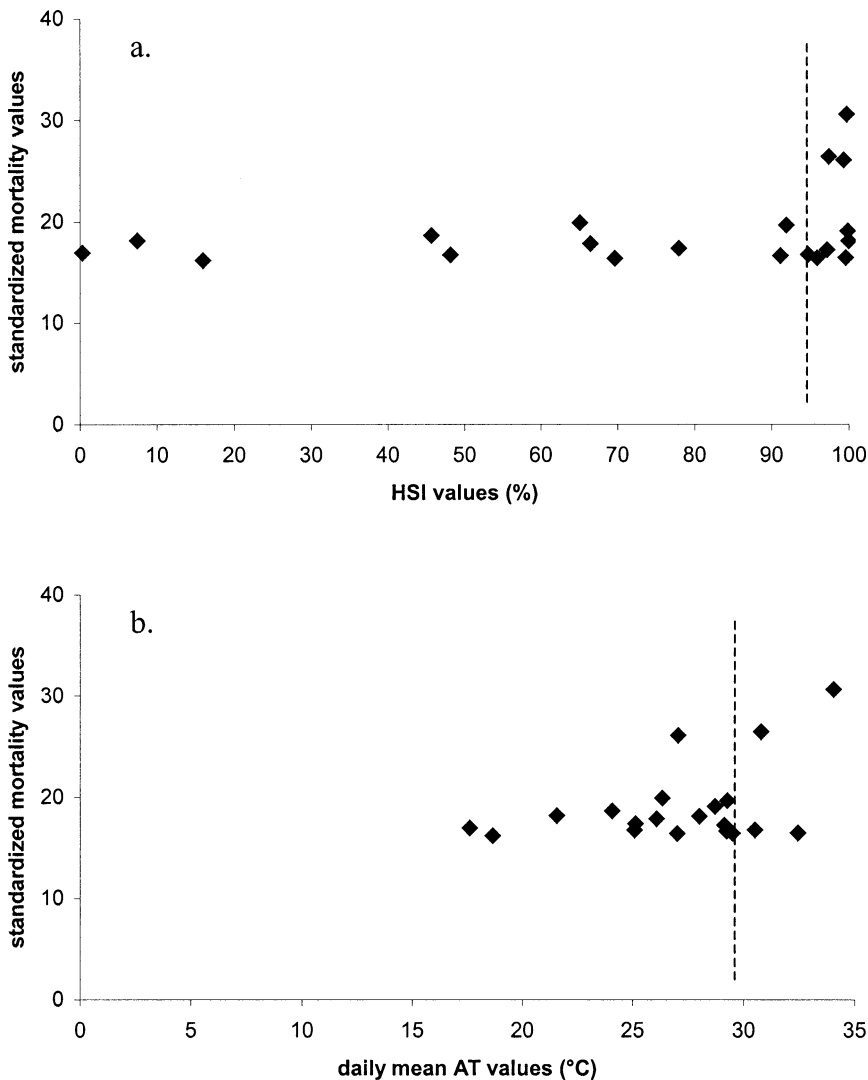 a.
standardized mortality values
40
30
20
10
0
0 10 20 30 40 50 60 70 80 90 100
HSI values (%)
b.
standardized mortality values
40
30
20
10
0
0 5 10 15 20 25 30 35
daily mean AT values (°C)